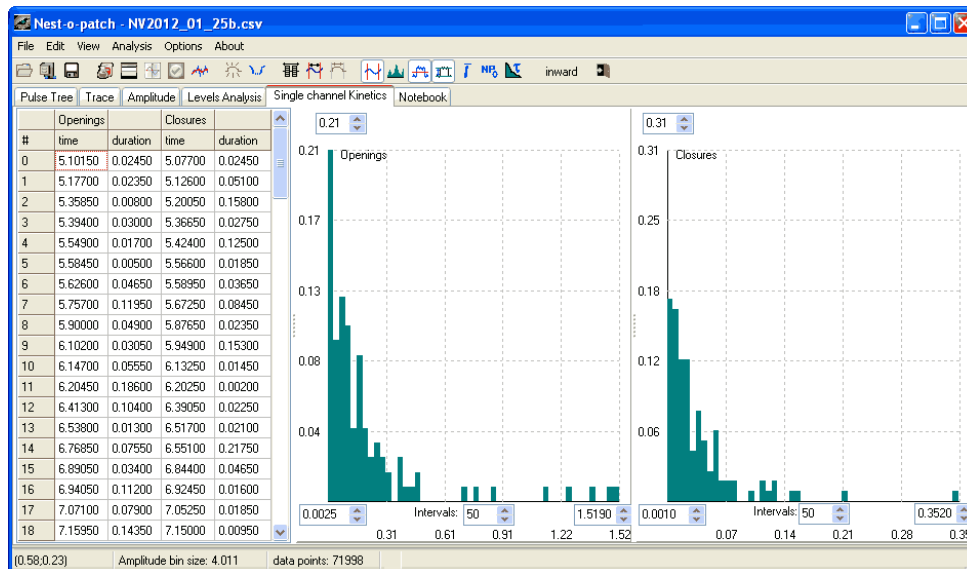 Nest-o-patch - NV2012_01_25b.csv
File Edit View Analysis Options About
T NPo τ inward
Pulse Tree Trace Amplitude Levels Analysis Single channel Kinetics Notebook
Openings Closures
# time duration time duration
0 5.10150 0.02450 5.07700 0.02450
1 5.17700 0.02350 5.12600 0.05100
2 5.35850 0.00800 5.20050 0.15800
3 5.39400 0.03000 5.36650 0.02750
4 5.54900 0.01700 5.42400 0.12500
5 5.58450 0.00500 5.56600 0.01850
6 5.62600 0.04650 5.58950 0.03650
7 5.75700 0.11950 5.67250 0.08450
8 5.90000 0.04900 5.87650 0.02350
9 6.10200 0.03050 5.94900 0.15300
10 6.14700 0.05550 6.13250 0.01450
11 6.20450 0.18600 6.20250 0.00200
12 6.41300 0.10400 6.39050 0.02250
13 6.53800 0.01300 6.51700 0.02100
14 6.76850 0.07550 6.55100 0.21750
15 6.89050 0.03400 6.84400 0.04650
16 6.94050 0.11200 6.92450 0.01600
17 7.07100 0.07900 7.05250 0.01850
18 7.15950 0.14350 7.15000 0.00950
0.21
0.21 Openings
0.17
0.13
0.08
0.04
0.0025 Intervals: 50 1.5190
0.31 0.61 0.91 1.22 1.52
0.31
0.31 Closures
0.25
0.18
0.12
0.06
0.0010 Intervals: 50 0.3520
0.07 0.14 0.21 0.28 0.35
(0.58;0.23) Amplitude bin size: 4.011 data points: 71998